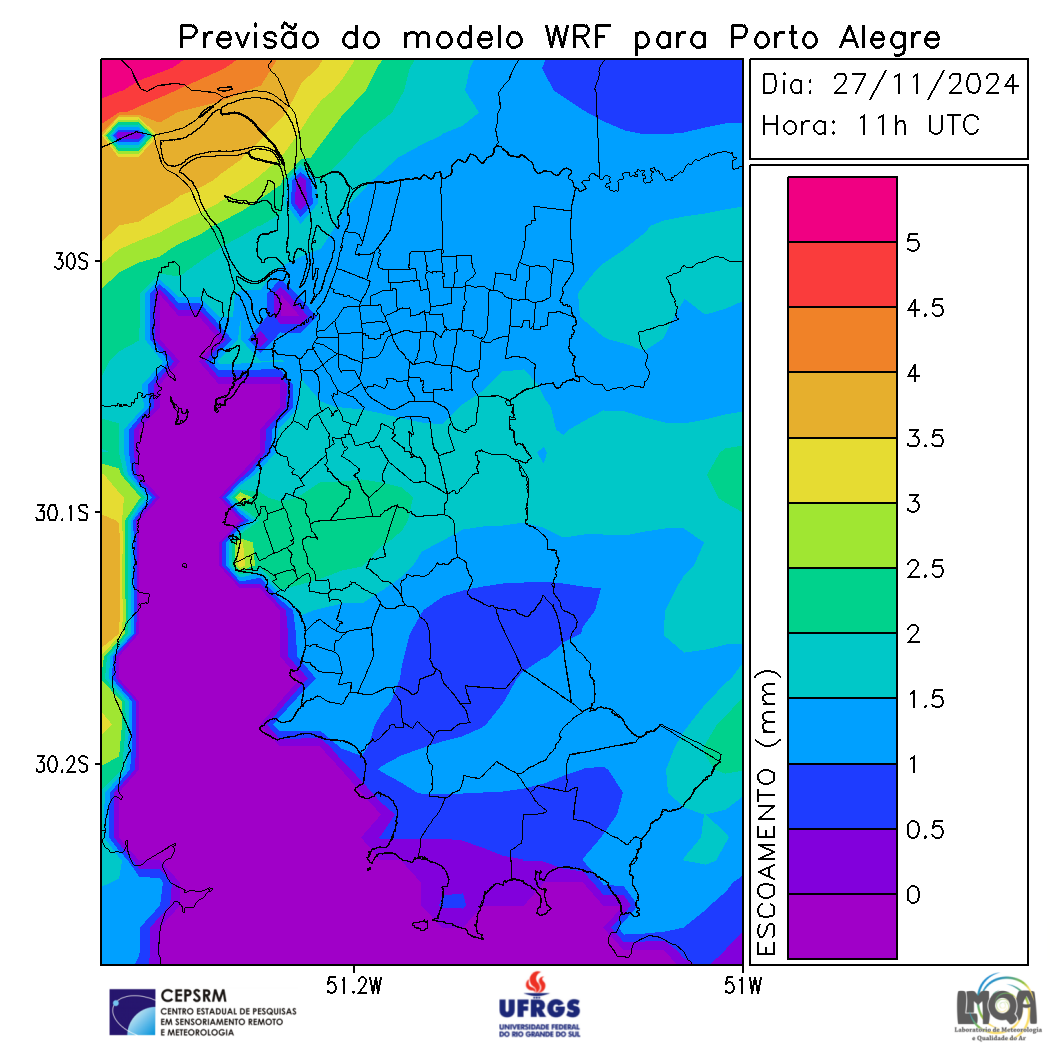 Previsão do modelo WRF para Porto Alegre
Dia: 27/11/2024
Hora: 11h UTC
30S
30.1S
30.2S
51.2W
51W
5
4.5
4
3.5
3
2.5
2
1.5
1
0.5
0
ESCOAMENTO (mm)
CEPSRM
CENTRO ESTADUAL DE PESQUISAS
EM SENSORIAMENTO REMOTO
E METEOROLOGIA
UFRGS
UNIVERSIDADE FEDERAL
DO RIO GRANDE DO SUL
LMQA
Laboratório de Meteorologia
e Qualidade do Ar